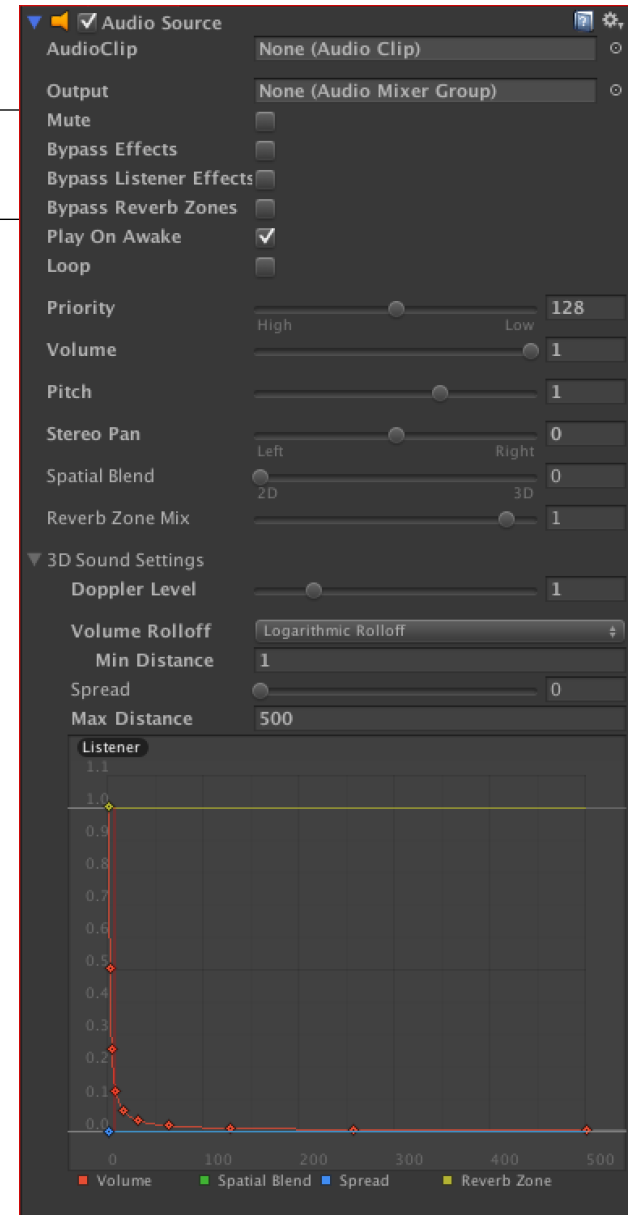 Audio Source
AudioClip None (Audio Clip)
Output None (Audio Mixer Group)
Mute
Bypass Effects
Bypass Listener Effects
Bypass Reverb Zones
Play On Awake
Loop
Priority 128
High Low
Volume 1
Pitch 1
Stereo Pan 0
Left Right
Spatial Blend 0
2D 3D
Reverb Zone Mix 1
3D Sound Settings
Doppler Level 1
Volume Rolloff Logarithmic Rolloff
Min Distance 1
Spread 0
Max Distance 500
Listener
1.1
1.0
0.9
0.8
0.7
0.6
0.5
0.4
0.3
0.2
0.1
0.0
0 100 200 300 400 500
Volume Spatial Blend Spread Reverb Zone